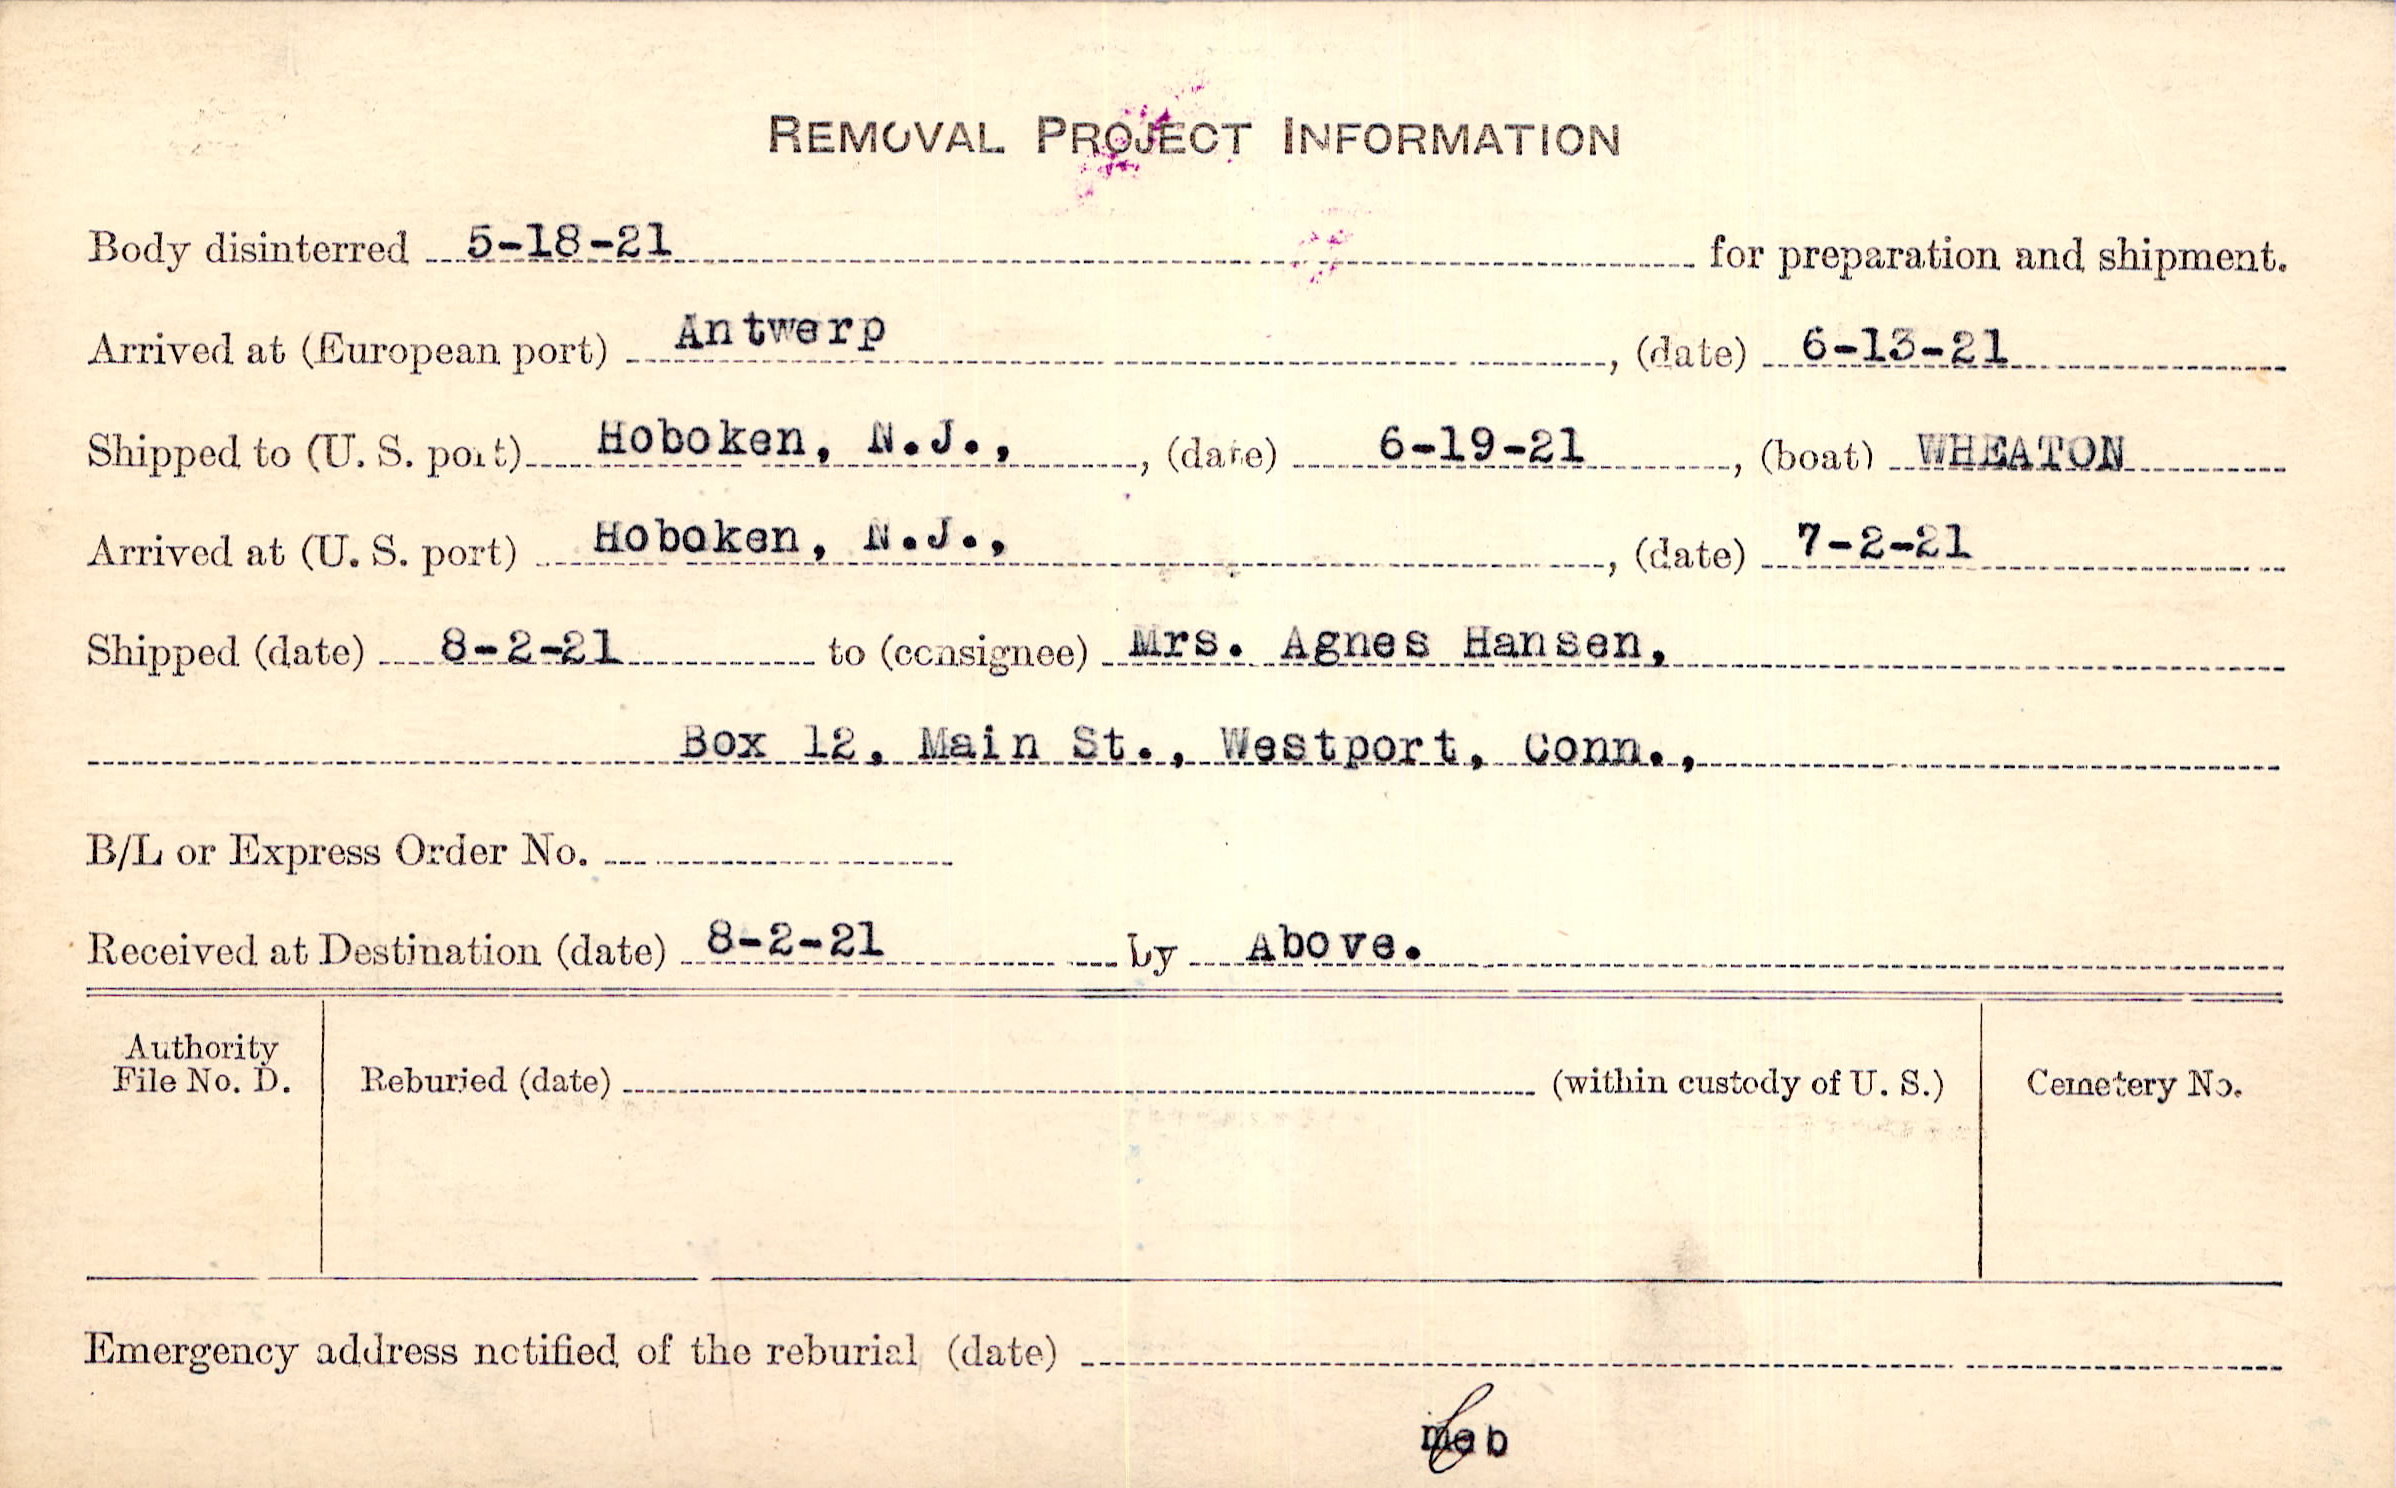 REMOVAL PROJECT INFORMATION
Body disinterred 5-18-21 for preparation and shipment.
Arrived at (European port) Antwerp, (date) 6-13-21
Shipped to (U. S. port) Hoboken, N.J., , (date) 6-19-21, (boat) WHEATON
Arrived at (U. S. port) Hoboken, N.J., , (date) 7-2-21
Shipped (date) 8-2-21 to (consignee) Mrs. Agnes Hansen,
Box 12, Main St., Westport, Conn.,
B/L or Express Order No.
Received at Destination (date) 8-2-21 by Above.
Authority
File No. D.
Reburied (date) (within custody of U. S.)
Cemetery No.
Emergency address notified of the reburial (date)